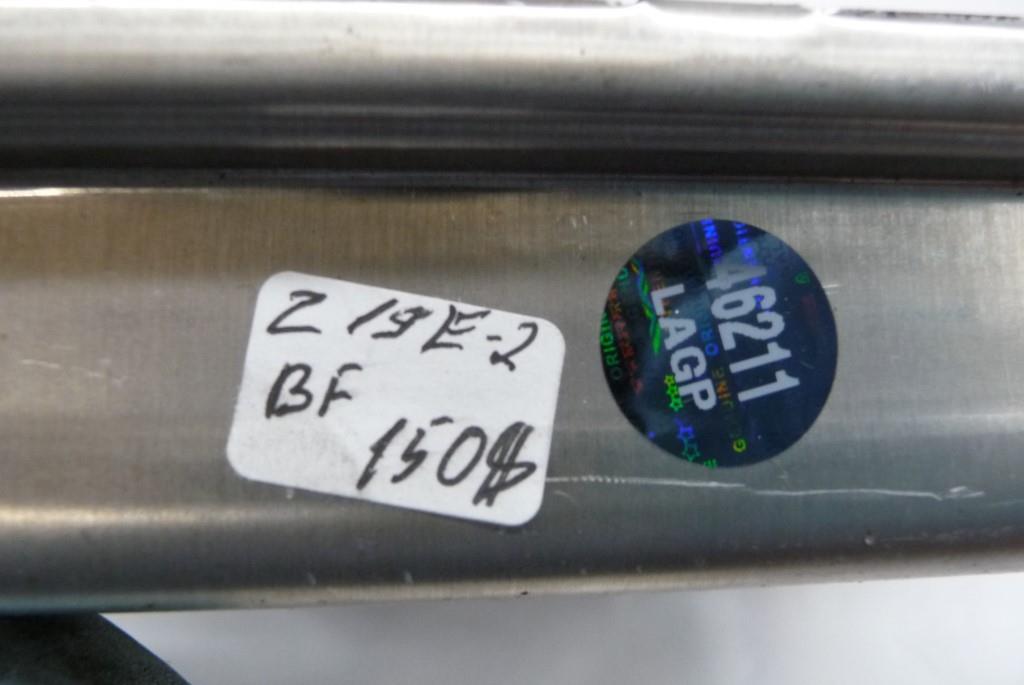 Z 19E-2
BF
150$
46211
LAGP